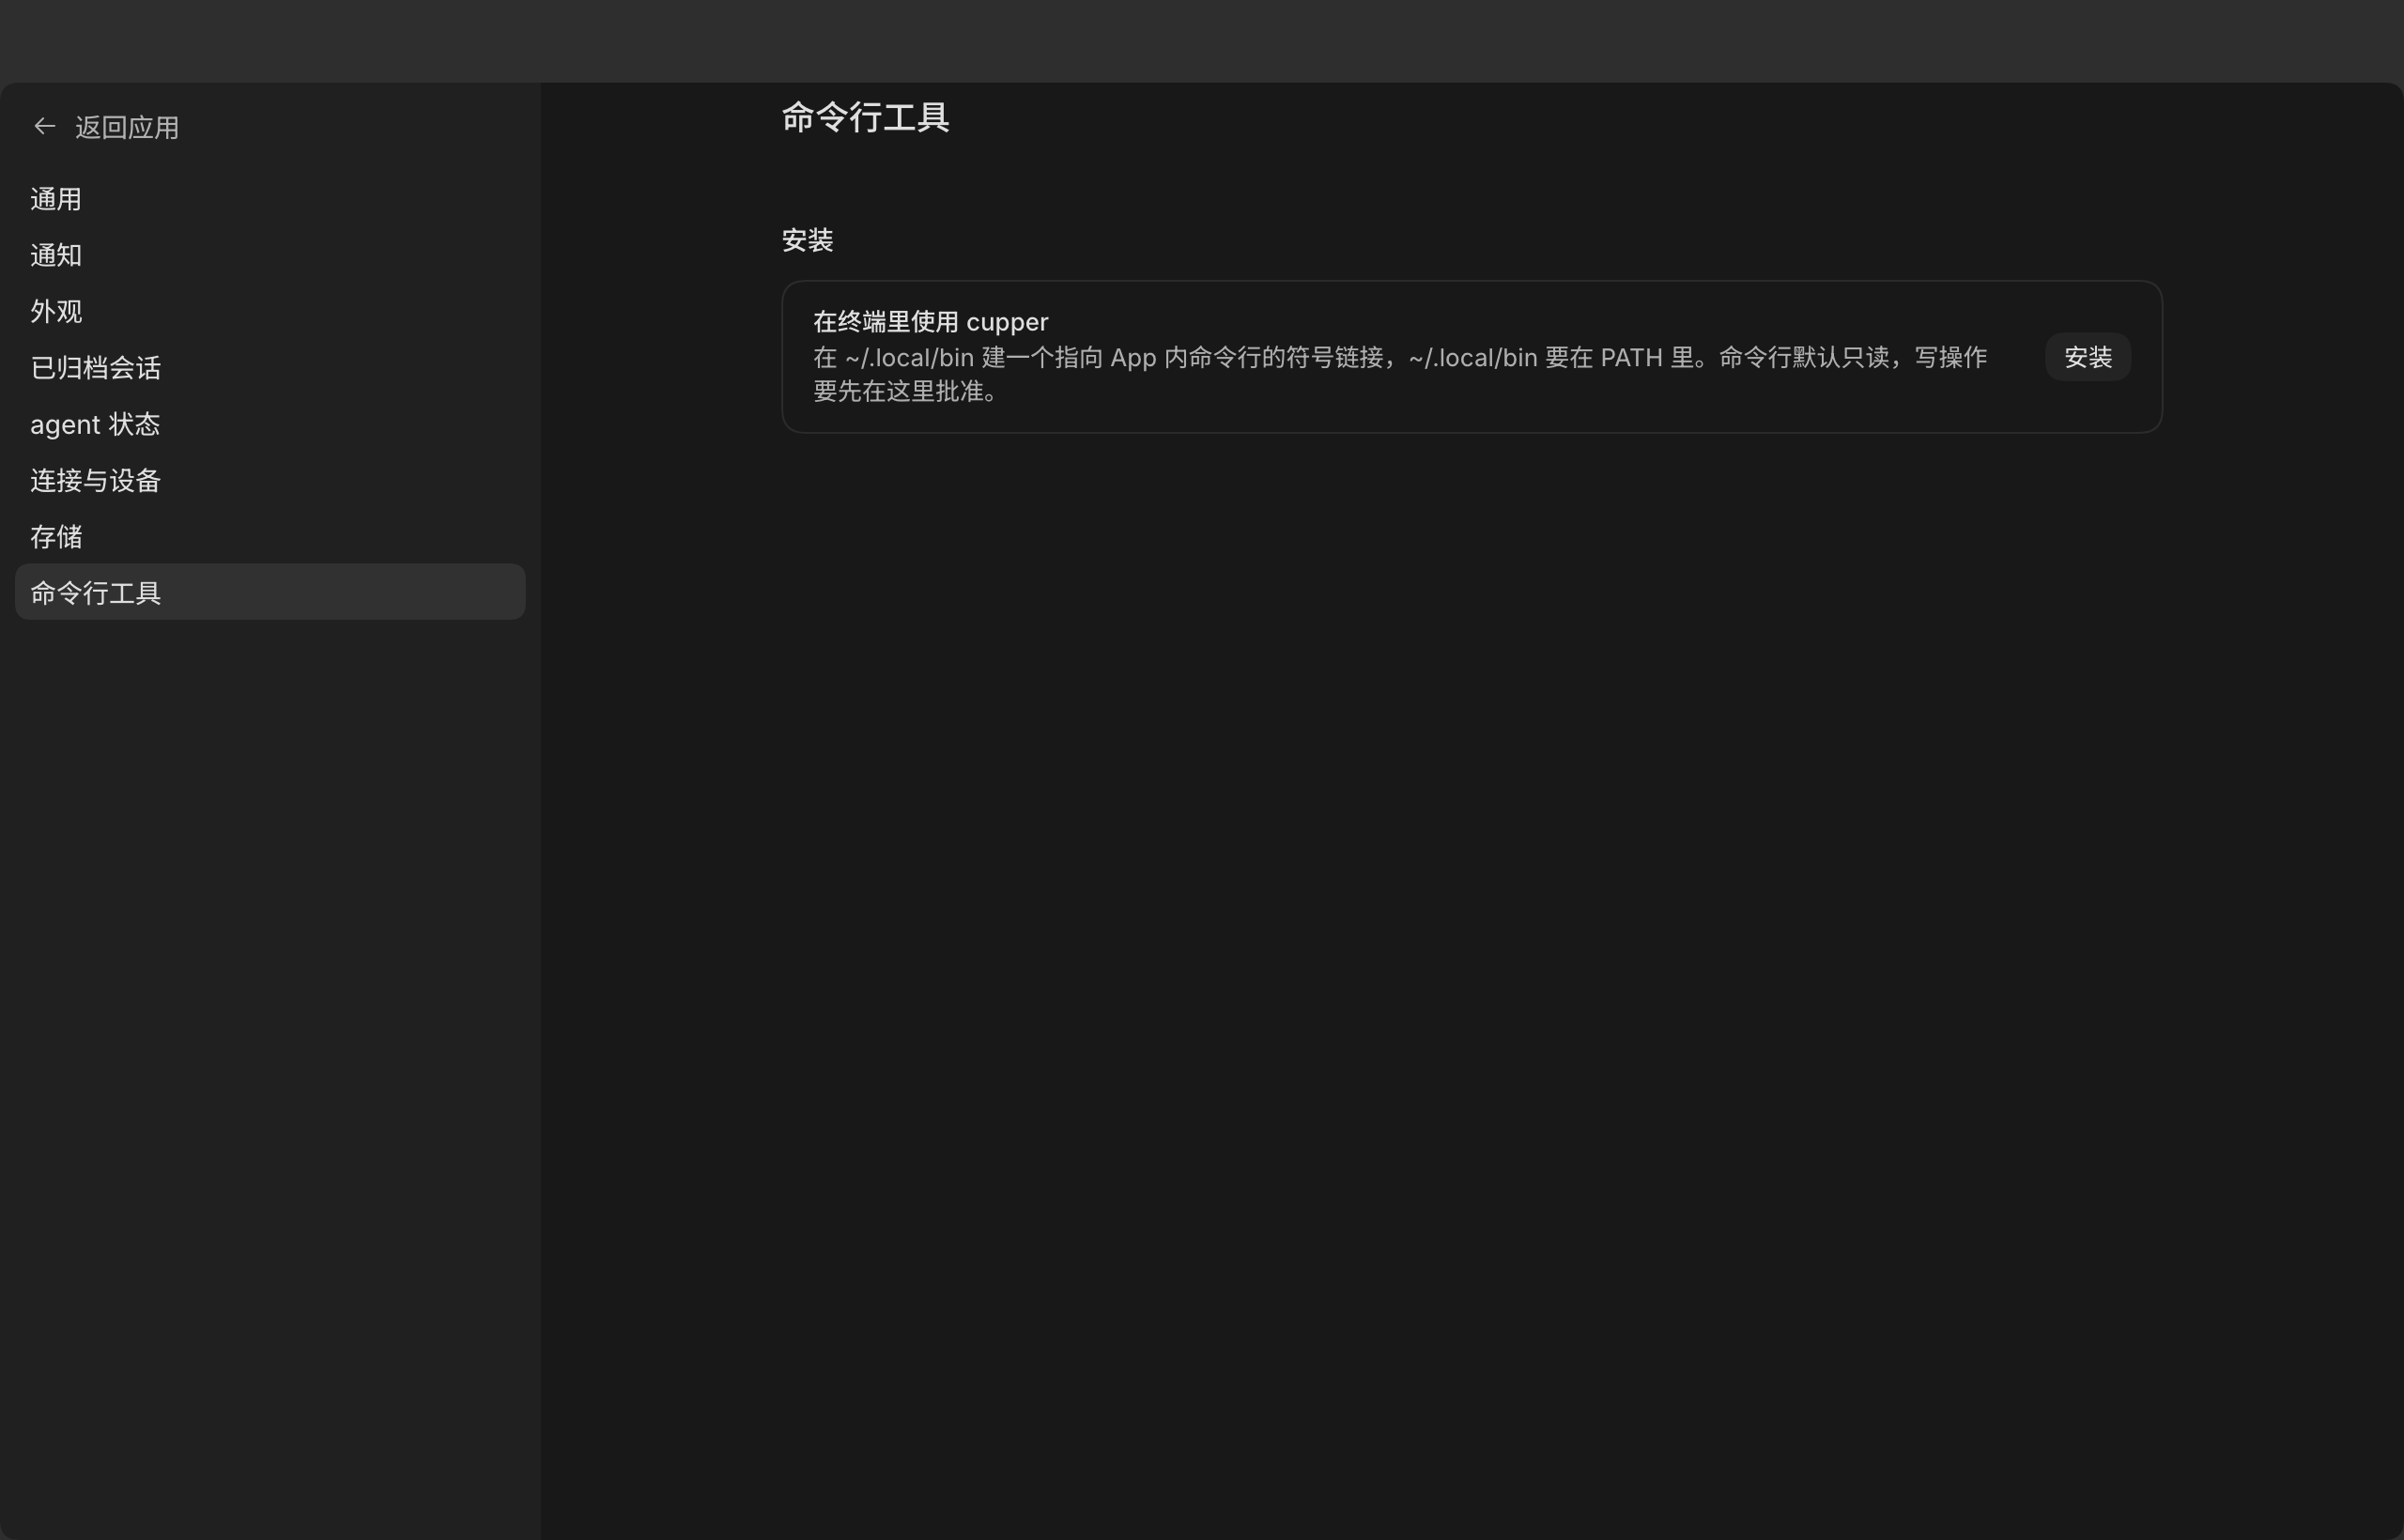 返回应用
通用
通知
外观
已归档会话
agent 状态
连接与设备
存储
命令行工具
命令行工具
安装
在终端里使用 cupper
在 ~/.local/bin 建一个指向 App 内命令行的符号链接，~/.local/bin 要在 PATH 里。命令行默认只读，写操作
要先在这里批准。
安装